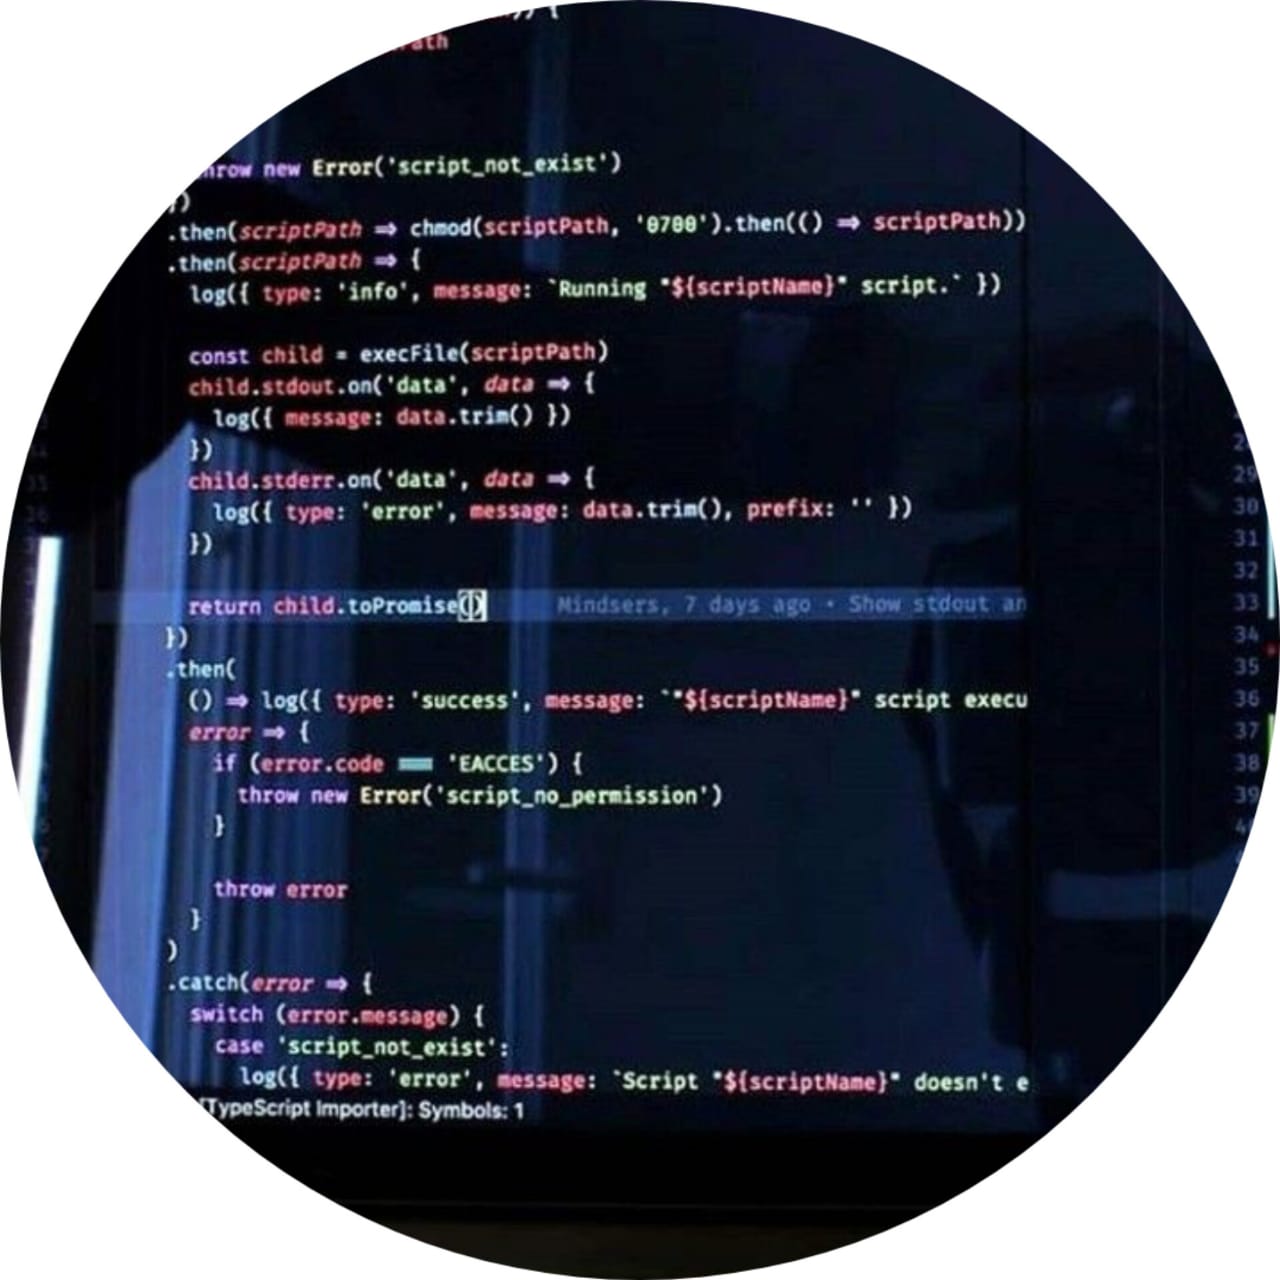 )) {
ath
throw new Error('script_not_exist')
})
.then(scriptPath => chmod(scriptPath, '0700').then(() => scriptPath))
.then(scriptPath => {
log({ type: 'info', message: `Running "${scriptName}" script.` })
const child = execFile(scriptPath)
child.stdout.on('data', data => {
log({ message: data.trim() })
})
child.stderr.on('data', data => {
log({ type: 'error', message: data.trim(), prefix: '' })
})
return child.toPromise() Mindsers, 7 days ago • Show stdout an
})
.then(
() => log({ type: 'success', message: `"${scriptName}" script execu
error => {
if (error.code === 'EACCES') {
throw new Error('script_no_permission')
}
throw error
}
)
.catch(error => {
switch (error.message) {
case 'script_not_exist':
log({ type: 'error', message: `Script "${scriptName}" doesn't e
[TypeScript Importer]: Symbols: 1
29
30
31
32
33
34
35
36
37
38
39